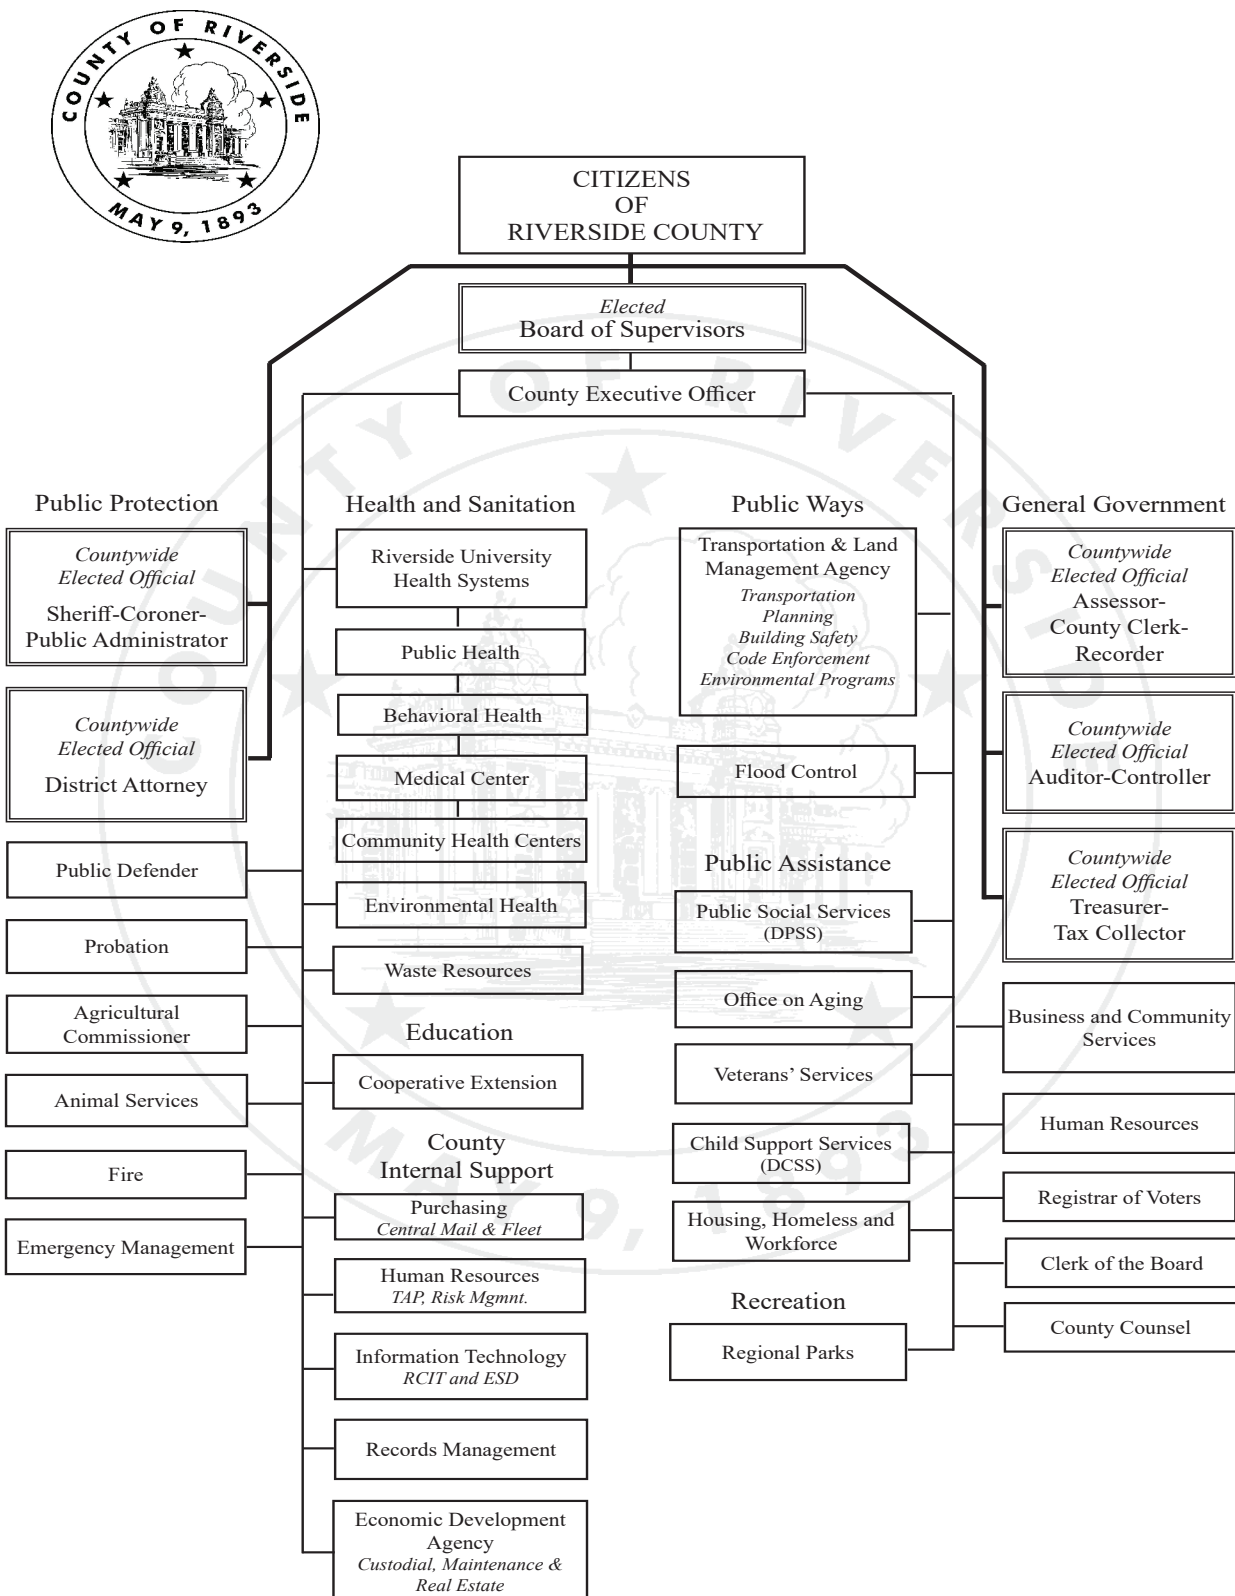 COUNTY OF RIVERSIDE
MAY 9, 1893
CITIZENS
OF
RIVERSIDE COUNTY
Elected
Board of Supervisors
County Executive Officer
Public Protection
Countywide
Elected Official
Sheriff-Coroner-
Public Administrator
Countywide
Elected Official
District Attorney
Public Defender
Probation
Agricultural
Commissioner
Animal Services
Fire
Emergency Management
Health and Sanitation
Riverside University
Health Systems
Public Health
Behavioral Health
Medical Center
Community Health Centers
Environmental Health
Waste Resources
Education
Cooperative Extension
County
Internal Support
Purchasing
Central Mail & Fleet
Human Resources
TAP, Risk Mgmnt.
Information Technology
RCIT and ESD
Records Management
Economic Development
Agency
Custodial, Maintenance &
Real Estate
Public Ways
Transportation & Land
Management Agency
Transportation
Planning
Building Safety
Code Enforcement
Environmental Programs
Flood Control
Public Assistance
Public Social Services
(DPSS)
Office on Aging
Veterans’ Services
Child Support Services
(DCSS)
Housing, Homeless and
Workforce
Recreation
Regional Parks
General Government
Countywide
Elected Official
Assessor-
County Clerk-
Recorder
Countywide
Elected Official
Auditor-Controller
Countywide
Elected Official
Treasurer-
Tax Collector
Business and Community
Services
Human Resources
Registrar of Voters
Clerk of the Board
County Counsel
COUNTY OF RIVERSIDE
MAY 9, 1893